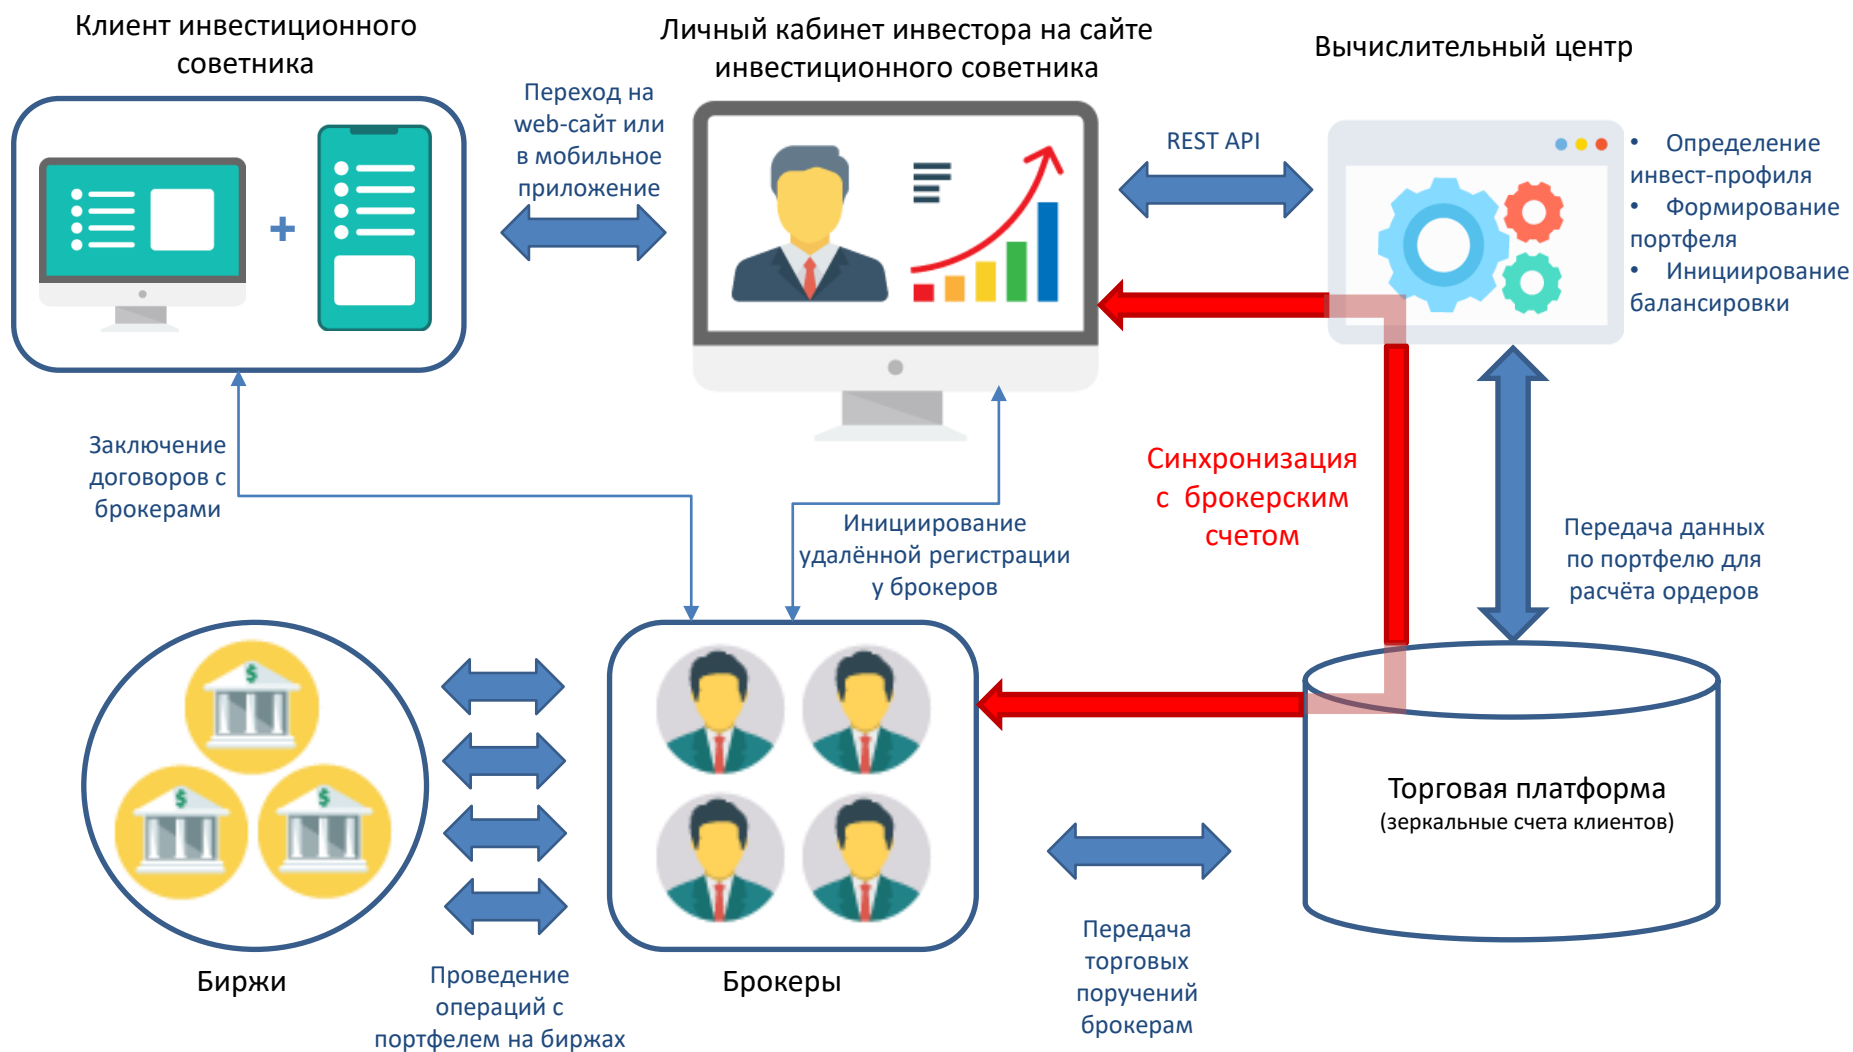 Клиент инвестиционного
советника
Личный кабинет инвестора на сайте
инвестиционного советника
Вычислительный центр
Переход на
web-сайт или
в мобильное
приложение
REST API
• Определение
инвест-профиля
• Формирование
портфеля
• Инициирование
балансировки
+
Заключение
договоров с
брокерами
Инициирование
удалённой регистрации
у брокеров
Синхронизация
с брокерским
счетом
Передача данных
по портфелю для
расчёта ордеров
$
$
$
Торговая платформа
(зеркальные счета клиентов)
Биржи
Проведение
операций с
портфелем на биржах
Брокеры
Передача
торговых
поручений
брокерам